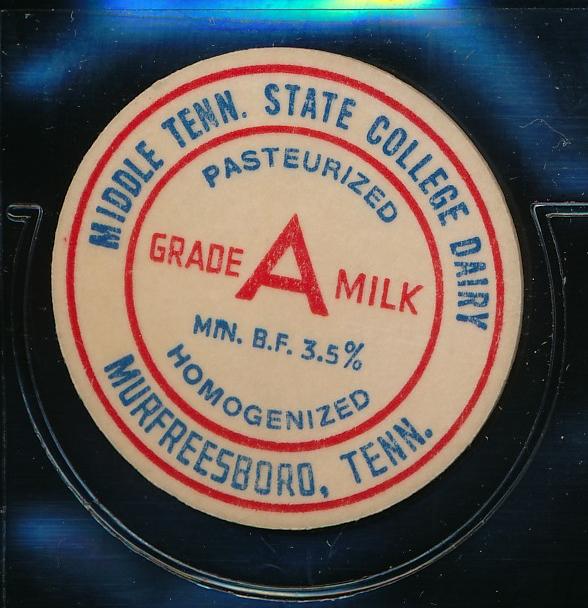 MIDDLE TENN. STATE COLLEGE DAIRY
PASTEURIZED
GRADE A MILK
MIN. B.F. 3.5%
HOMOGENIZED
MURFREESBORO, TENN.